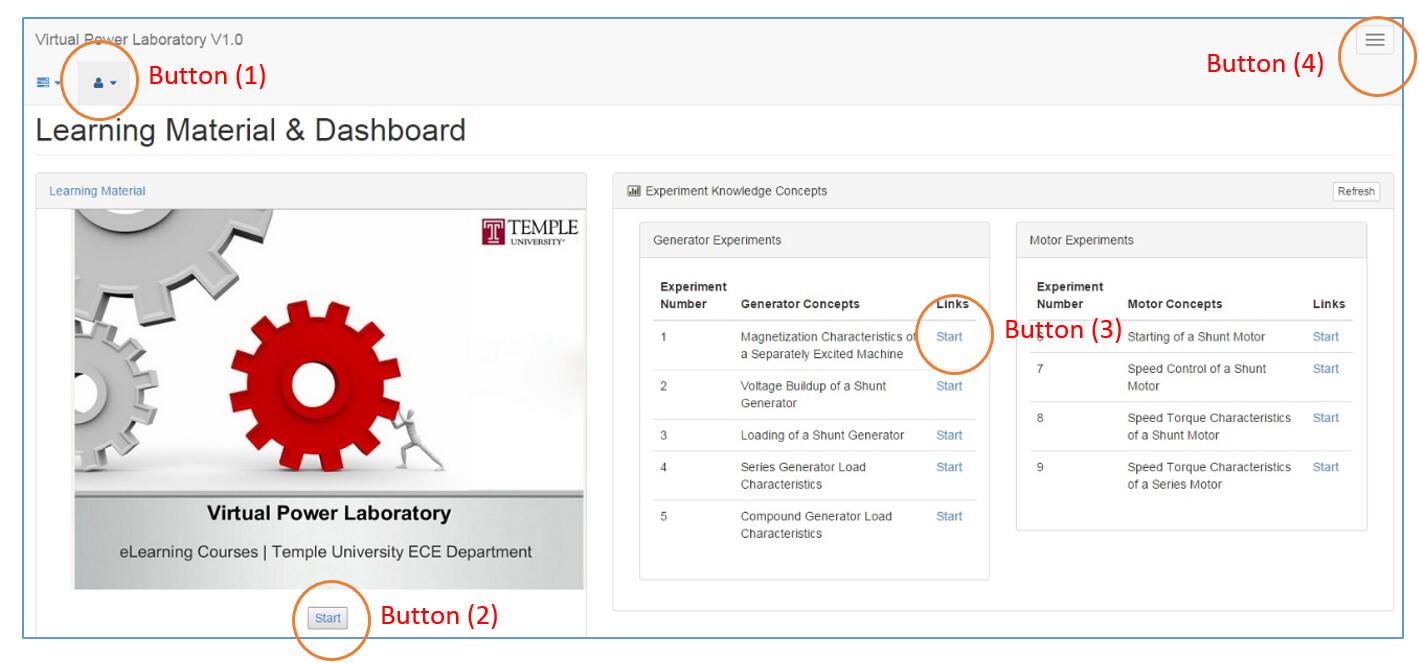 Virtual Power Laboratory V1.0
Button (1)
Button (4)
Learning Material & Dashboard
Learning Material
TEMPLE
UNIVERSITY®
Virtual Power Laboratory
eLearning Courses | Temple University ECE Department
Start
Button (2)
Experiment Knowledge Concepts
Refresh
Generator Experiments
Experiment
Number Generator Concepts Links
1 Magnetization Characteristics of Start
a Separately Excited Machine
Button (3)
2 Voltage Buildup of a Shunt Start
Generator
3 Loading of a Shunt Generator Start
4 Series Generator Load Start
Characteristics
5 Compound Generator Load Start
Characteristics
Motor Experiments
Experiment
Number Motor Concepts Links
6 Starting of a Shunt Motor Start
7 Speed Control of a Shunt Start
Motor
8 Speed Torque Characteristics Start
of a Shunt Motor
9 Speed Torque Characteristics Start
of a Series Motor